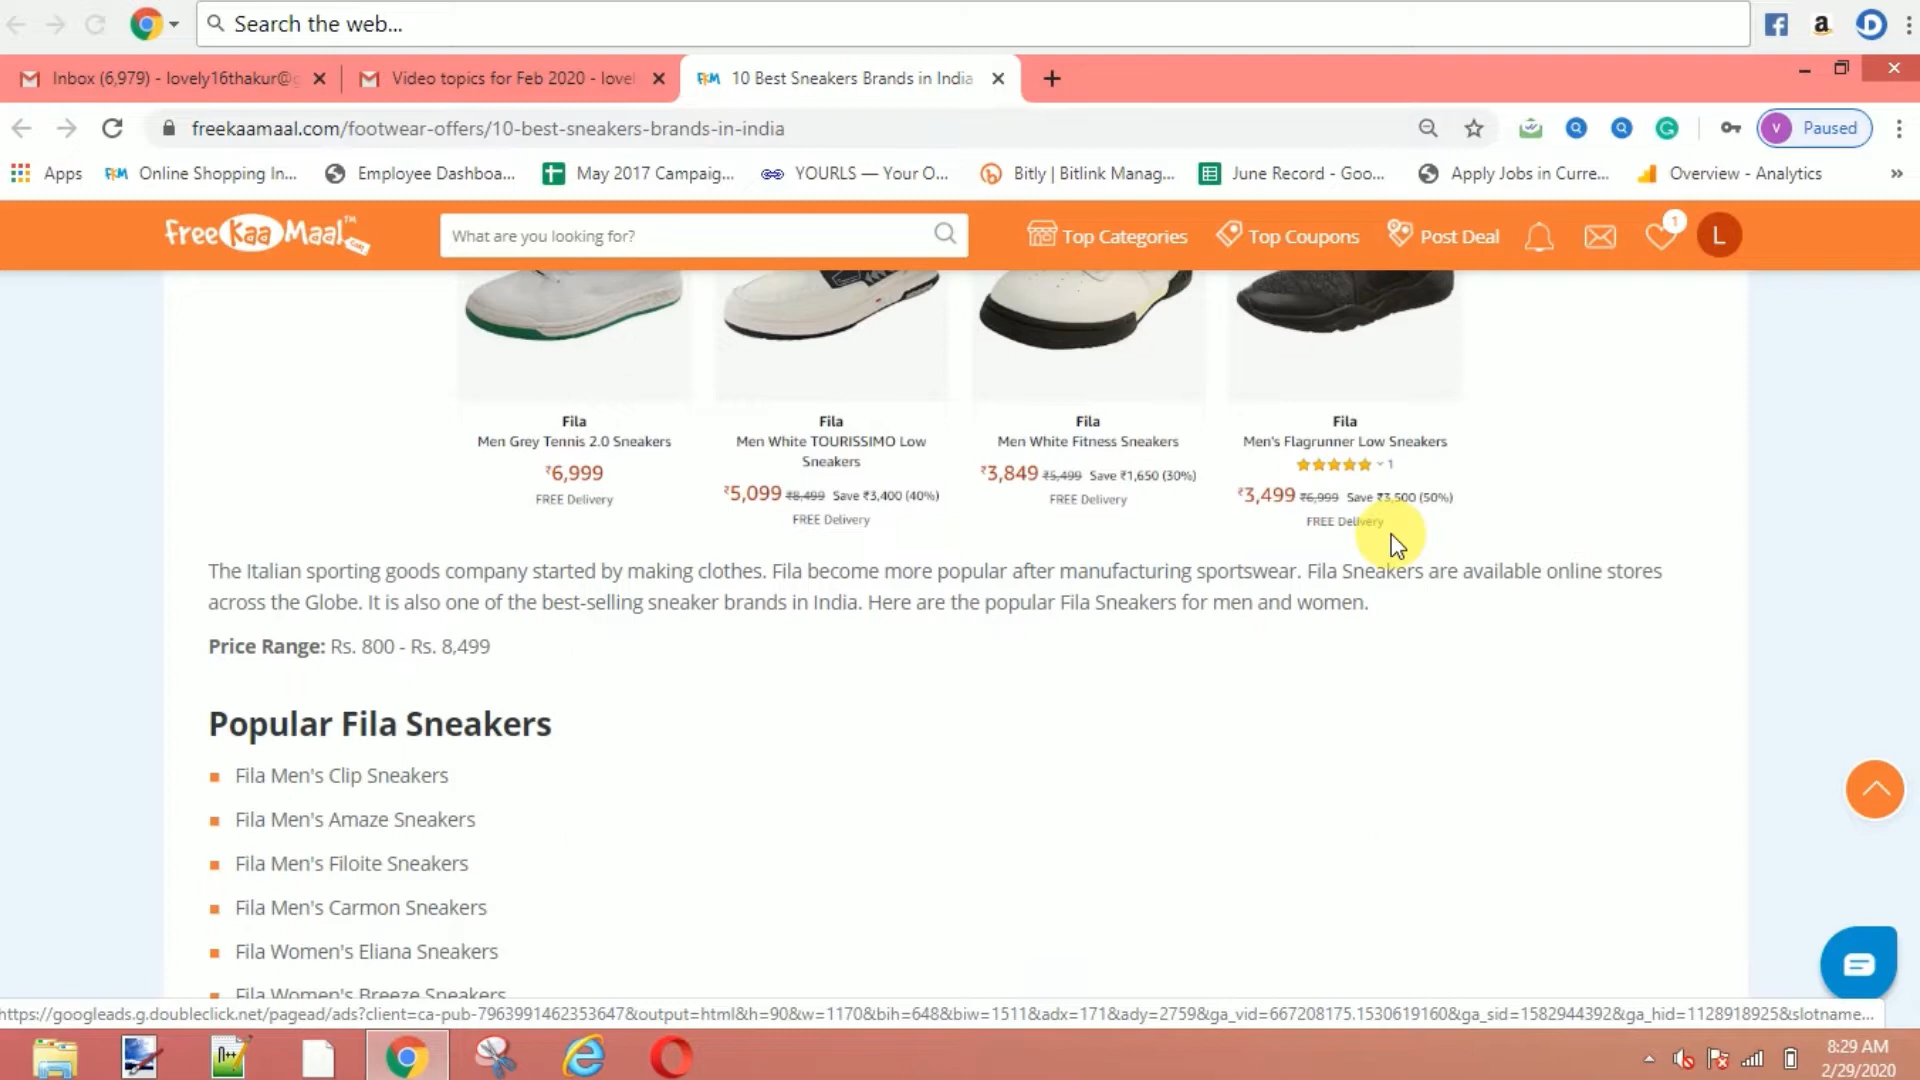 Search the web...
Inbox (6,979) - lovely16thakur@g
Video topics for Feb 2020 - lovel
FKM 10 Best Sneakers Brands in India
freekaamaal.com/footwear-offers/10-best-sneakers-brands-in-india
V Paused
Apps
FKM Online Shopping In...
Employee Dashboa...
May 2017 Campaig...
YOURLS — Your O...
Bitly | Bitlink Manag...
June Record - Goo...
Apply Jobs in Curre...
Overview - Analytics
»
Free Kaa Maal.com™
What are you looking for?
Top Categories
Top Coupons
Post Deal
1
L
Fila
Men Grey Tennis 2.0 Sneakers
₹6,999
FREE Delivery
Fila
Men White TOURISSIMO Low
Sneakers
₹5,099 ₹8,499 Save ₹3,400 (40%)
FREE Delivery
Fila
Men White Fitness Sneakers
₹3,849 ₹5,499 Save ₹1,650 (30%)
FREE Delivery
Fila
Men's Flagrunner Low Sneakers
1
₹3,499 ₹6,999 Save ₹3,500 (50%)
FREE Delivery
The Italian sporting goods company started by making clothes. Fila become more popular after manufacturing sportswear. Fila Sneakers are available online stores
across the Globe. It is also one of the best-selling sneaker brands in India. Here are the popular Fila Sneakers for men and women.
Price Range: Rs. 800 - Rs. 8,499
Popular Fila Sneakers
Fila Men's Clip Sneakers
Fila Men's Amaze Sneakers
Fila Men's Filoite Sneakers
Fila Men's Carmon Sneakers
Fila Women's Eliana Sneakers
Fila Women's Breeze Sneakers
https://googleads.g.doubleclick.net/pagead/ads?client=ca-pub-7963991462353647&output=html&h=90&w=1170&bih=648&biw=1511&adx=171&ady=2759&ga_vid=667208175.1530619160&ga_sid=1582944392&ga_hid=1128918925&slotname...
8:29 AM
2/29/2020